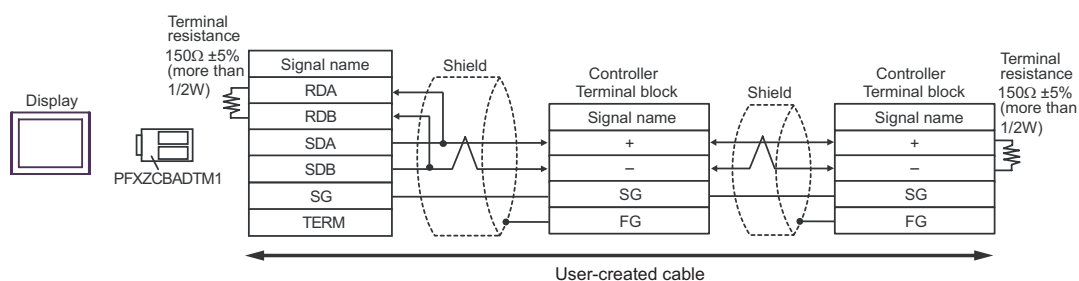 Terminal
resistance
150Ω ±5%
(more than
1/2W)
Display
PFXZCBADTM1
Signal name
RDA
RDB
SDA
SDB
SG
TERM
Shield
Controller
Terminal block
Signal name
+
–
SG
FG
Shield
Controller
Terminal block
Signal name
+
–
SG
FG
Terminal
resistance
150Ω ±5%
(more than
1/2W)
User-created cable